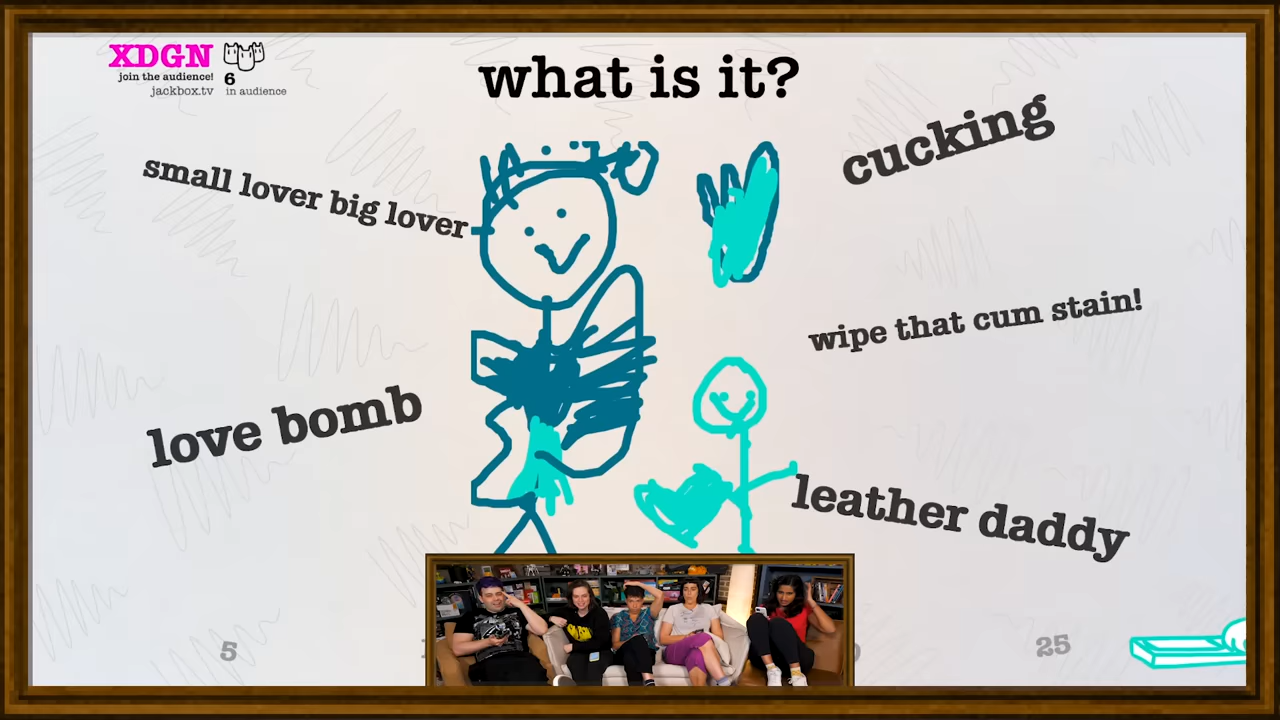 XDGN
join the audience!
jackbox.tv
6
in audience
what is it?
cucking
small lover big lover
wipe that cum stain!
love bomb
leather daddy
5
25